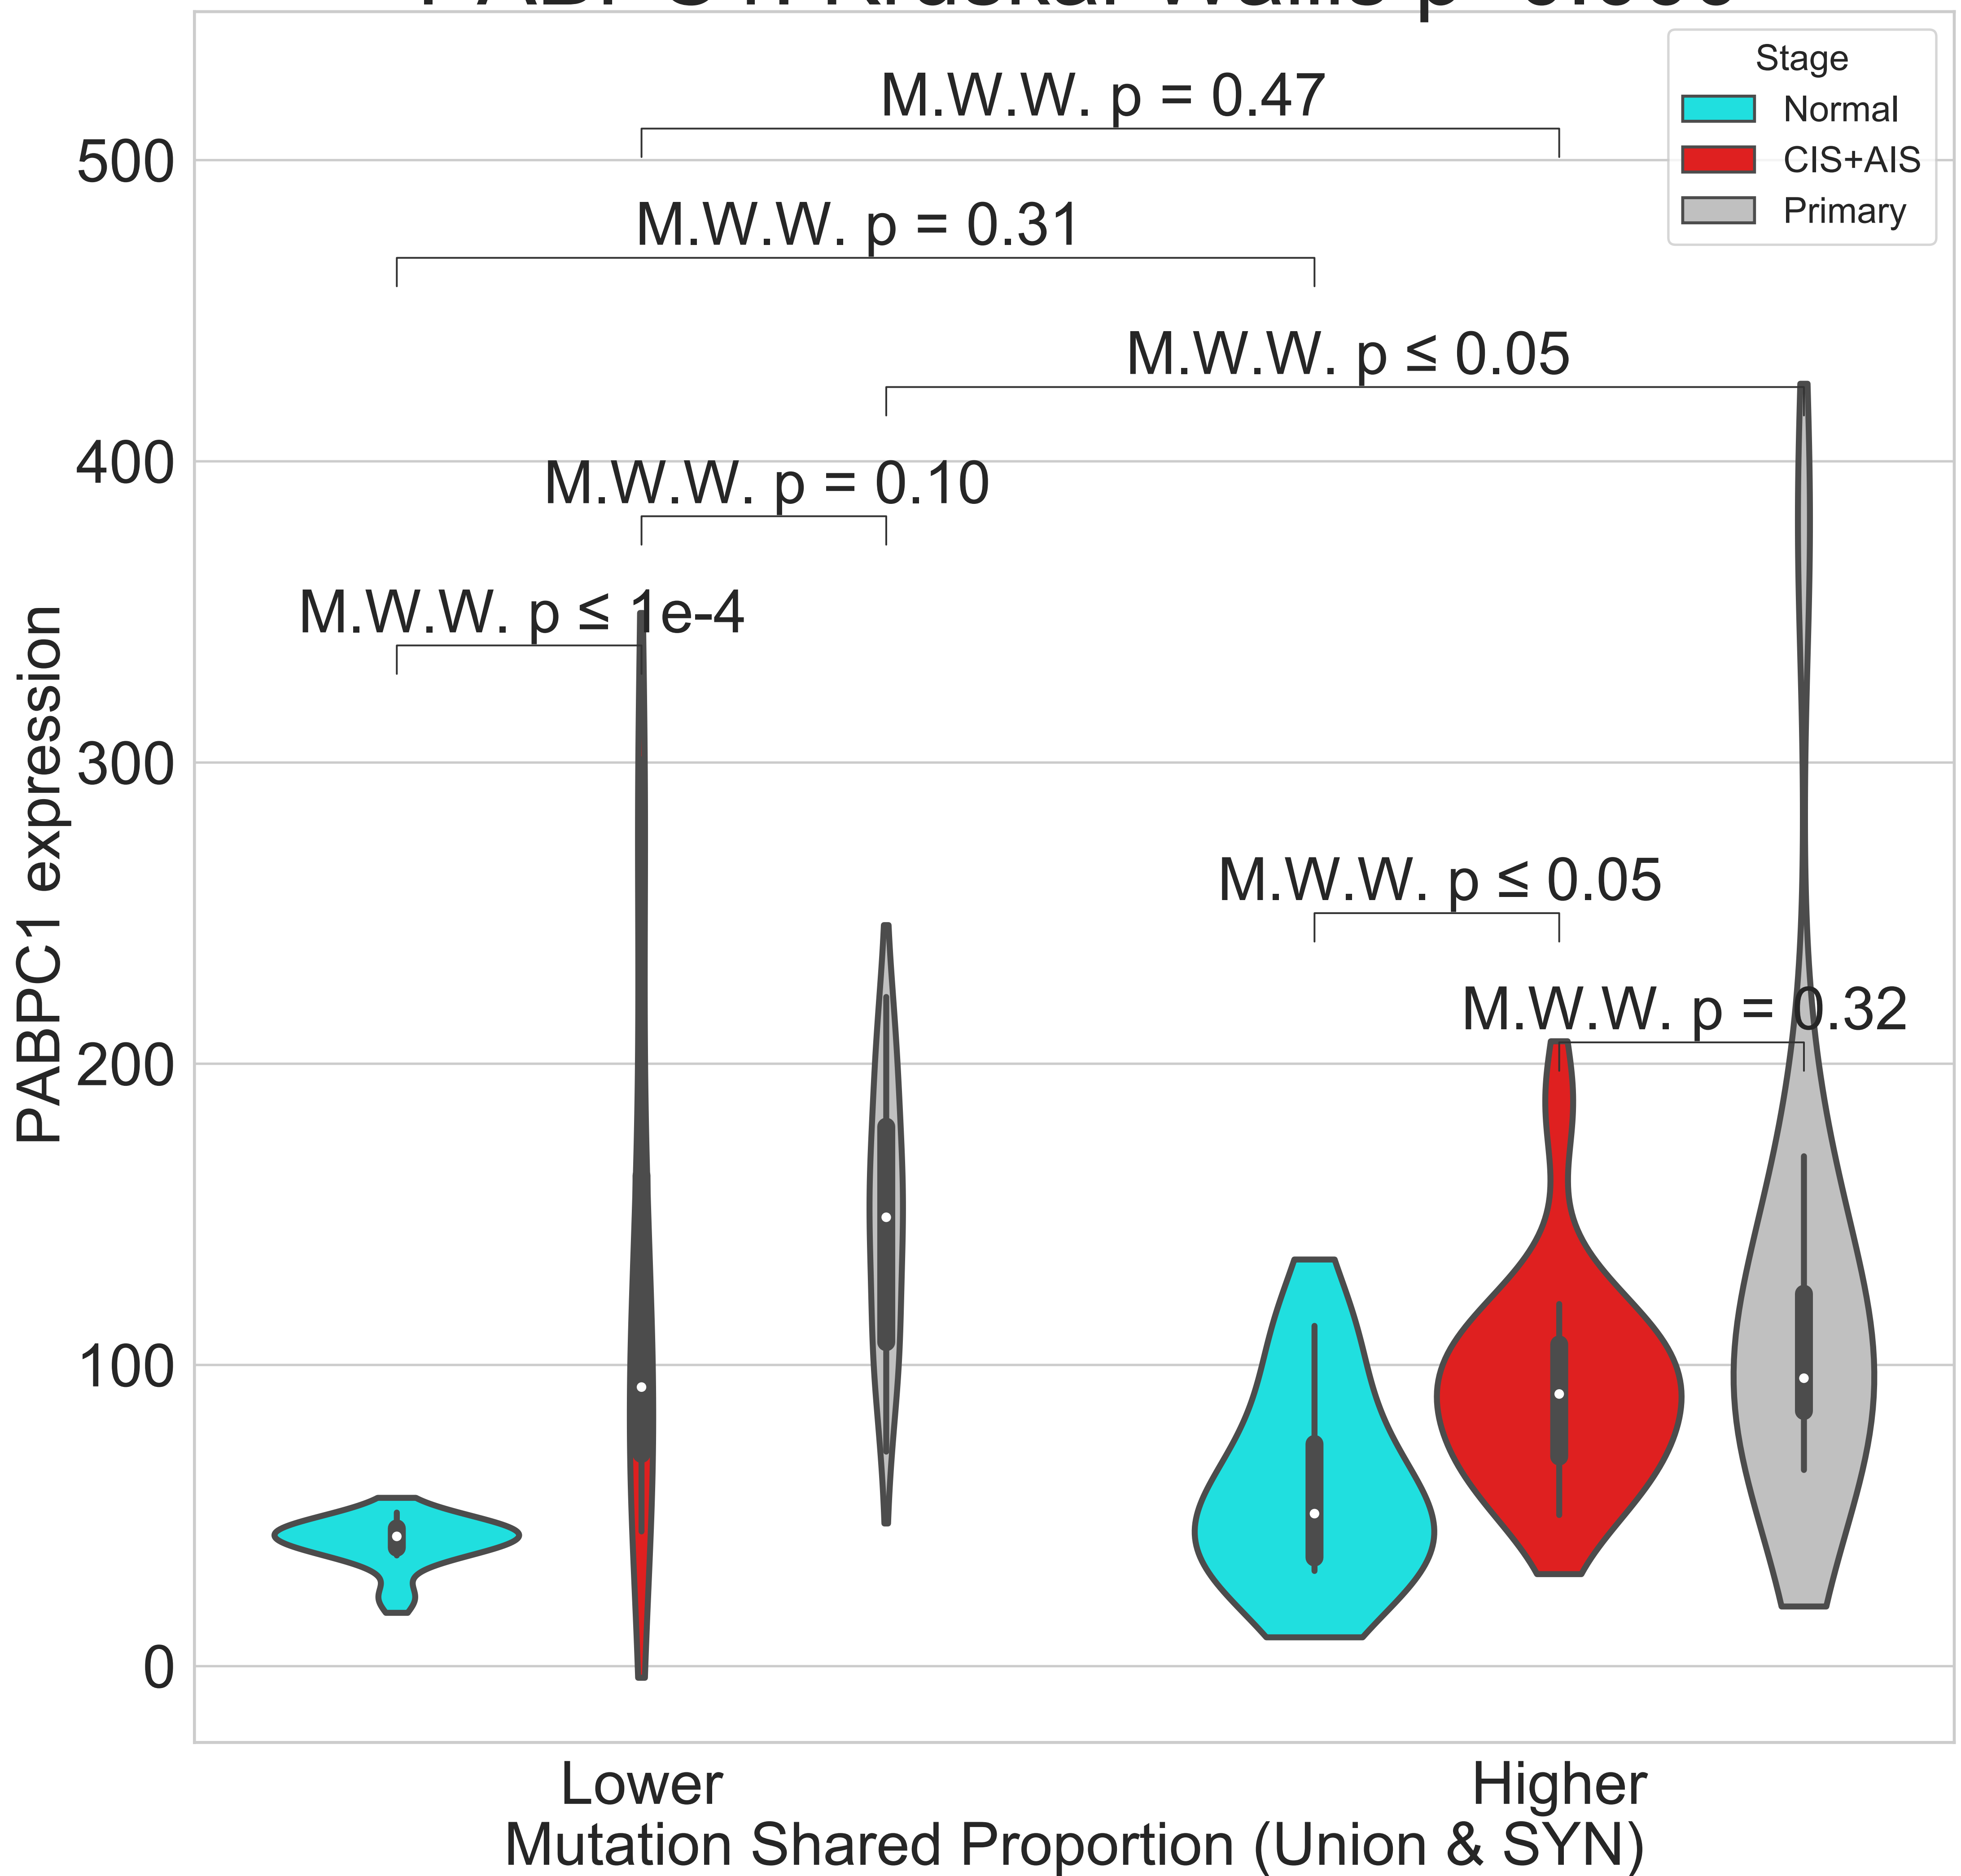 Stage
Normal
CIS+AIS
Primary
M.W.W. p = 0.47
M.W.W. p = 0.31
M.W.W. p ≤ 0.05
M.W.W. p = 0.10
M.W.W. p ≤ 1e-4
M.W.W. p ≤ 0.05
M.W.W. p = 0.32
500
400
300
200
100
0
PABPC1 expression
Lower
Higher
Mutation Shared Proportion (Union & SYN)